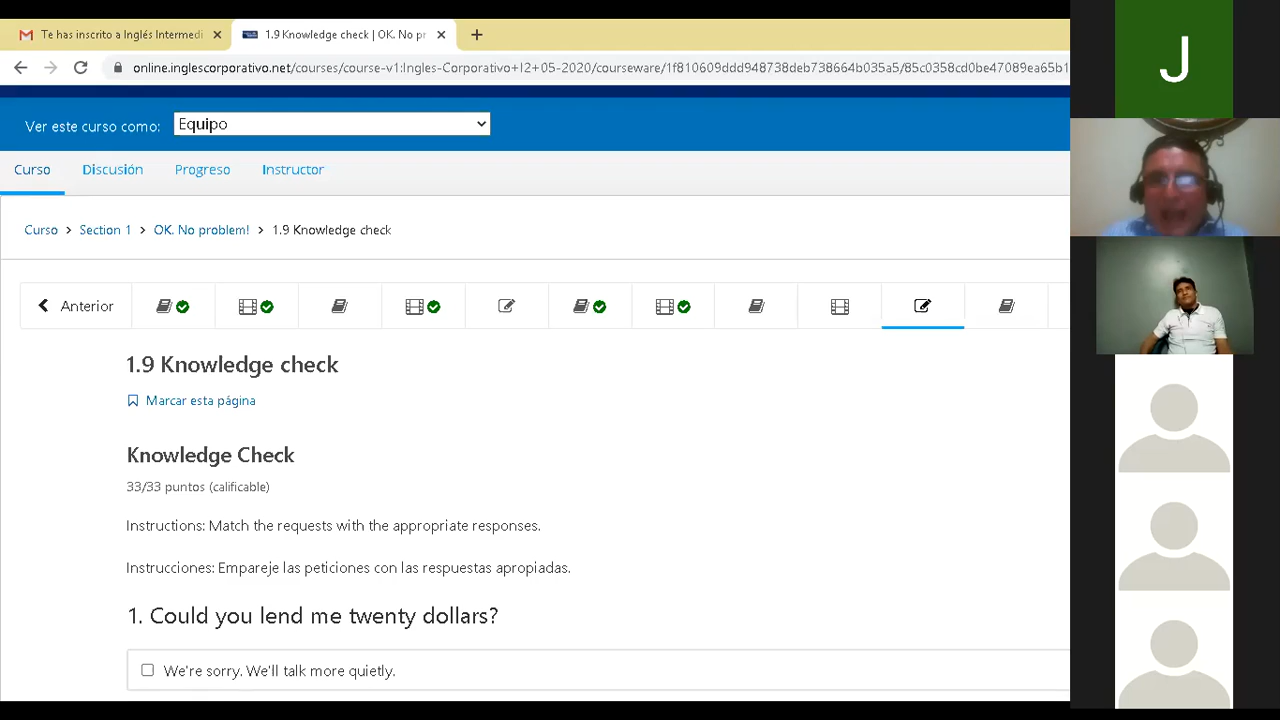 Te has inscrito a Inglés Intermedi
1.9 Knowledge check | OK. No pr
online.inglescorporativo.net/courses/course-v1:Ingles-Corporativo+I2+05-2020/courseware/1f810609ddd948738deb738664b035a5/85c0358cd0be47089ea65b1
Ver este curso como: Equipo
Curso Discusión Progreso Instructor
Curso > Section 1 > OK. No problem! > 1.9 Knowledge check
Anterior
1.9 Knowledge check
Marcar esta página
Knowledge Check
33/33 puntos (calificable)
Instructions: Match the requests with the appropriate responses.
Instrucciones: Empareje las peticiones con las respuestas apropiadas.
1. Could you lend me twenty dollars?
We're sorry. We'll talk more quietly.
J